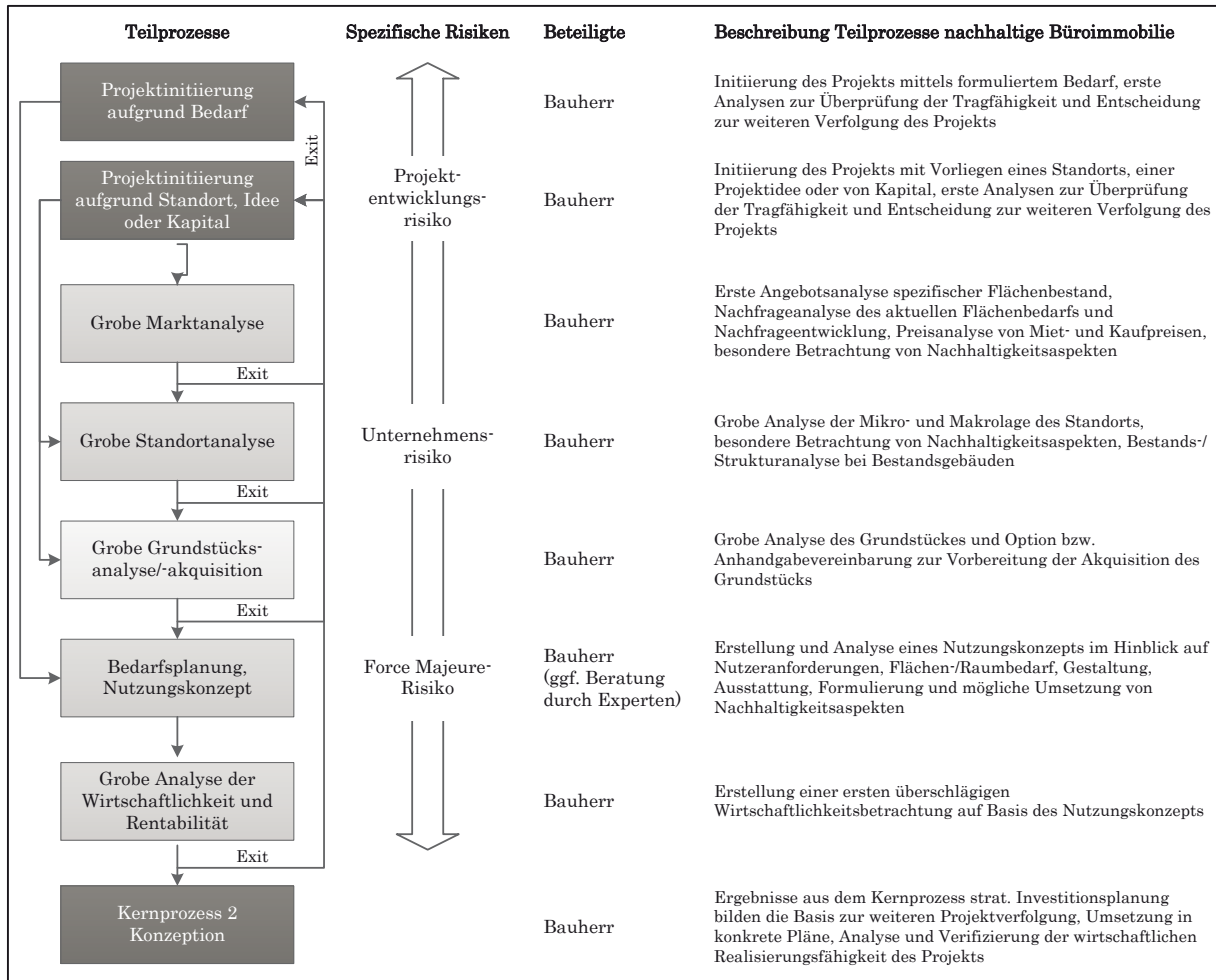 Teilprozesse
Spezifische Risiken
Beteiligte
Beschreibung Teilprozesse nachhaltige Büroimmobilie
Projektinitiierung
aufgrund Bedarf
Bauherr
Initiierung des Projekts mittels formuliertem Bedarf, erste
Analysen zur Überprüfung der Tragfähigkeit und Entscheidung
zur weiteren Verfolgung des Projekts
Exit
Projektinitiierung
aufgrund Standort, Idee
oder Kapital
Projekt-
entwicklungs-
risiko
Bauherr
Initiierung des Projekts mit Vorliegen eines Standorts, einer
Projektidee oder von Kapital, erste Analysen zur Überprüfung
der Tragfähigkeit und Entscheidung zur weiteren Verfolgung des
Projekts
Grobe Marktanalyse
Bauherr
Erste Angebotsanalyse spezifischer Flächenbestand,
Nachfrageanalyse des aktuellen Flächenbedarfs und
Nachfrageentwicklung, Preisanalyse von Miet- und Kaufpreisen,
besondere Betrachtung von Nachhaltigkeitsaspekten
Exit
Grobe Standortanalyse
Unternehmens-
risiko
Bauherr
Grobe Analyse der Mikro- und Makrolage des Standorts,
besondere Betrachtung von Nachhaltigkeitsaspekten, Bestands-/
Strukturanalyse bei Bestandsgebäuden
Exit
Grobe Grundstücks-
analyse/-akquisition
Bauherr
Grobe Analyse des Grundstückes und Option bzw.
Anhandgabevereinbarung zur Vorbereitung der Akquisition des
Grundstücks
Exit
Bedarfsplanung,
Nutzungskonzept
Force Majeure-
Risiko
Bauherr
(ggf. Beratung
durch Experten)
Erstellung und Analyse eines Nutzungskonzepts im Hinblick auf
Nutzeranforderungen, Flächen-/Raumbedarf, Gestaltung,
Ausstattung, Formulierung und mögliche Umsetzung von
Nachhaltigkeitsaspekten
Grobe Analyse der
Wirtschaftlichkeit und
Rentabilität
Bauherr
Erstellung einer ersten überschlägigen
Wirtschaftlichkeitsbetrachtung auf Basis des Nutzungskonzepts
Exit
Kernprozess 2
Konzeption
Bauherr
Ergebnisse aus dem Kernprozess strat. Investitionsplanung
bilden die Basis zur weiteren Projektverfolgung, Umsetzung in
konkrete Pläne, Analyse und Verifizierung der wirtschaftlichen
Realisierungsfähigkeit des Projekts